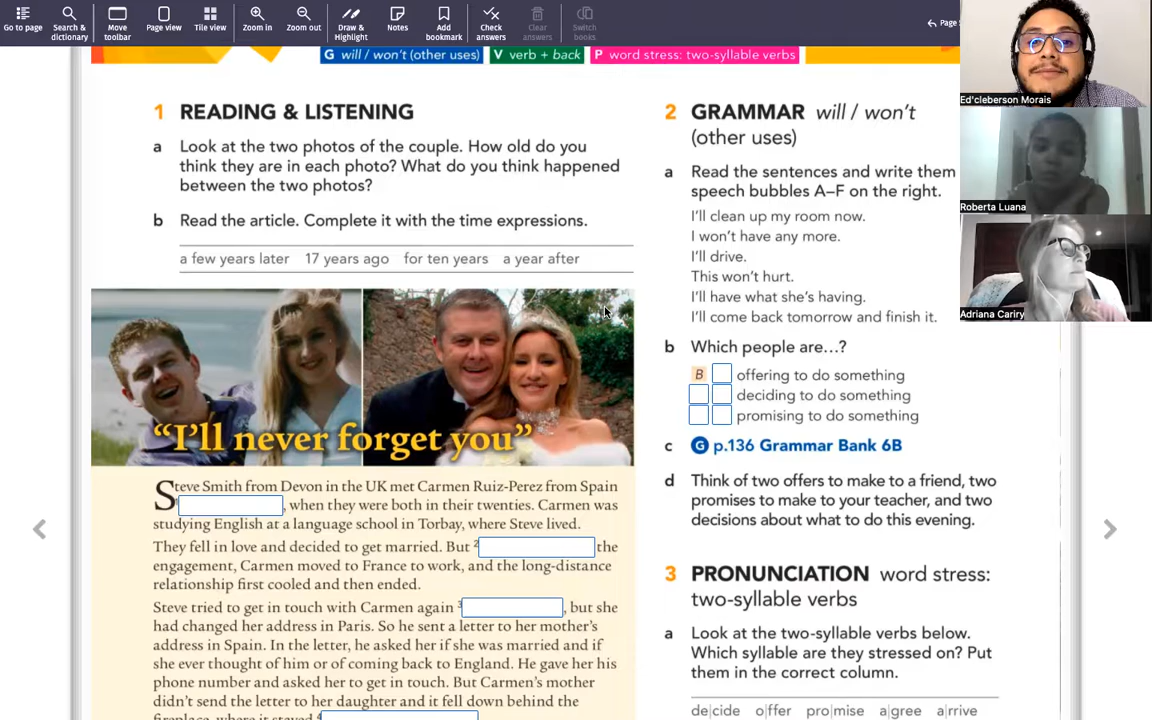 Go to page
Search & dictionary
Move toolbar
Page view
Tile view
Zoom in
Zoom out
Draw & Highlight
Notes
Add bookmark
Check answers
Clear answers
Switch books
Page
G will / won't (other uses)
V verb + back
P word stress: two-syllable verbs
1 READING & LISTENING
a Look at the two photos of the couple. How old do you
think they are in each photo? What do you think happened
between the two photos?
b Read the article. Complete it with the time expressions.
a few years later 17 years ago for ten years a year after
"I'll never forget you"
Steve Smith from Devon in the UK met Carmen Ruiz-Perez from Spain
1 , when they were both in their twenties. Carmen was
studying English at a language school in Torbay, where Steve lived.
They fell in love and decided to get married. But 2 the
engagement, Carmen moved to France to work, and the long-distance
relationship first cooled and then ended.
Steve tried to get in touch with Carmen again 3 , but she
had changed her address in Paris. So he sent a letter to her mother's
address in Spain. In the letter, he asked her if she was married and if
she ever thought of him or of coming back to England. He gave her his
phone number and asked her to get in touch. But Carmen's mother
didn't send the letter to her daughter and it fell down behind the
fireplace, where it stayed 4
2 GRAMMAR will / won't
(other uses)
a Read the sentences and write them
speech bubbles A–F on the right.
I'll clean up my room now.
I won't have any more.
I'll drive.
This won't hurt.
I'll have what she's having.
I'll come back tomorrow and finish it.
b Which people are…?
B offering to do something
deciding to do something
promising to do something
c G p.136 Grammar Bank 6B
d Think of two offers to make to a friend, two
promises to make to your teacher, and two
decisions about what to do this evening.
3 PRONUNCIATION word stress:
two-syllable verbs
a Look at the two-syllable verbs below.
Which syllable are they stressed on? Put
them in the correct column.
de|cide o|ffer pro|mise a|gree a|rrive
Ed'cleberson Morais
Roberta Luana
Adriana Cariry